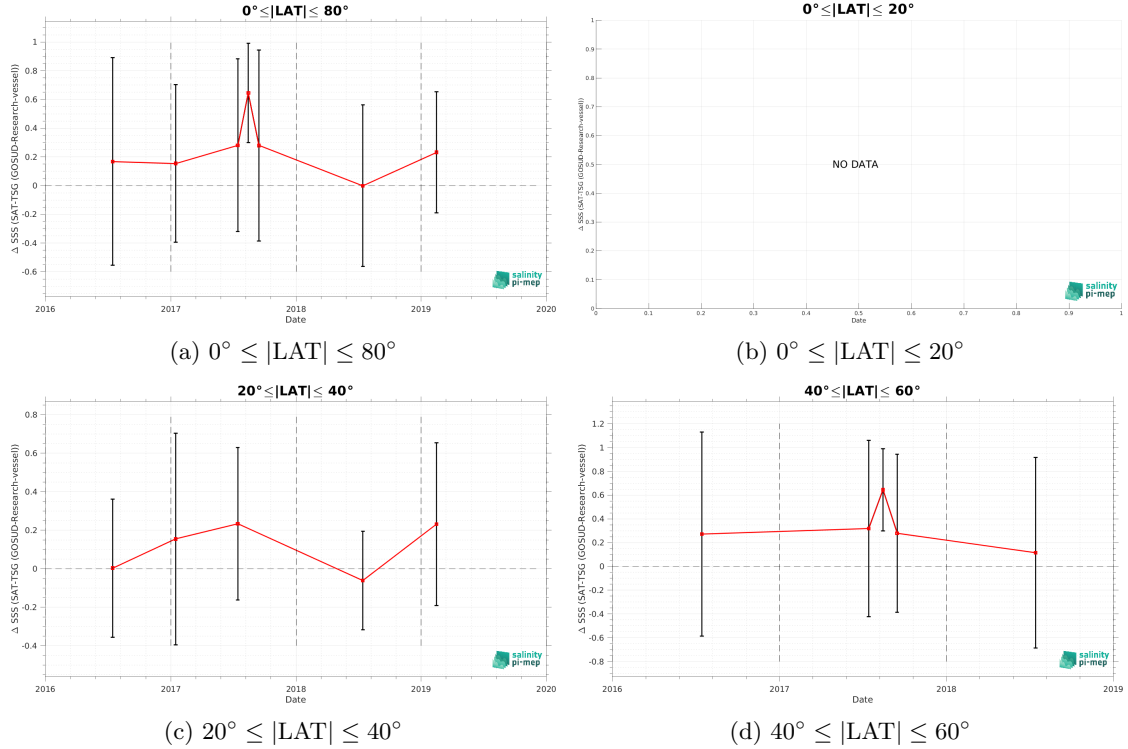 0°≤|LAT|≤ 80°
Δ SSS (SAT-TSG (GOSUD-Research-vessel))
1
0.8
0.6
0.4
0.2
0
-0.2
-0.4
-0.6
2016
2017
2018
2019
2020
Date
salinity
pi-mep
(a) 0° ≤ |LAT| ≤ 80°
0°≤|LAT|≤ 20°
Δ SSS (SAT-TSG (GOSUD-Research-vessel))
1
0.9
0.8
0.7
0.6
0.5
0.4
0.3
0.2
0.1
0
NO DATA
0
0.1
0.2
0.3
0.4
0.5
0.6
0.7
0.8
0.9
1
Date
salinity
pi-mep
(b) 0° ≤ |LAT| ≤ 20°
20°≤|LAT|≤ 40°
Δ SSS (SAT-TSG (GOSUD-Research-vessel))
0.8
0.6
0.4
0.2
0
-0.2
-0.4
2016
2017
2018
2019
2020
Date
salinity
pi-mep
(c) 20° ≤ |LAT| ≤ 40°
40°≤|LAT|≤ 60°
Δ SSS (SAT-TSG (GOSUD-Research-vessel))
1.2
1
0.8
0.6
0.4
0.2
0
-0.2
-0.4
-0.6
-0.8
2016
2017
2018
2019
Date
salinity
pi-mep
(d) 40° ≤ |LAT| ≤ 60°